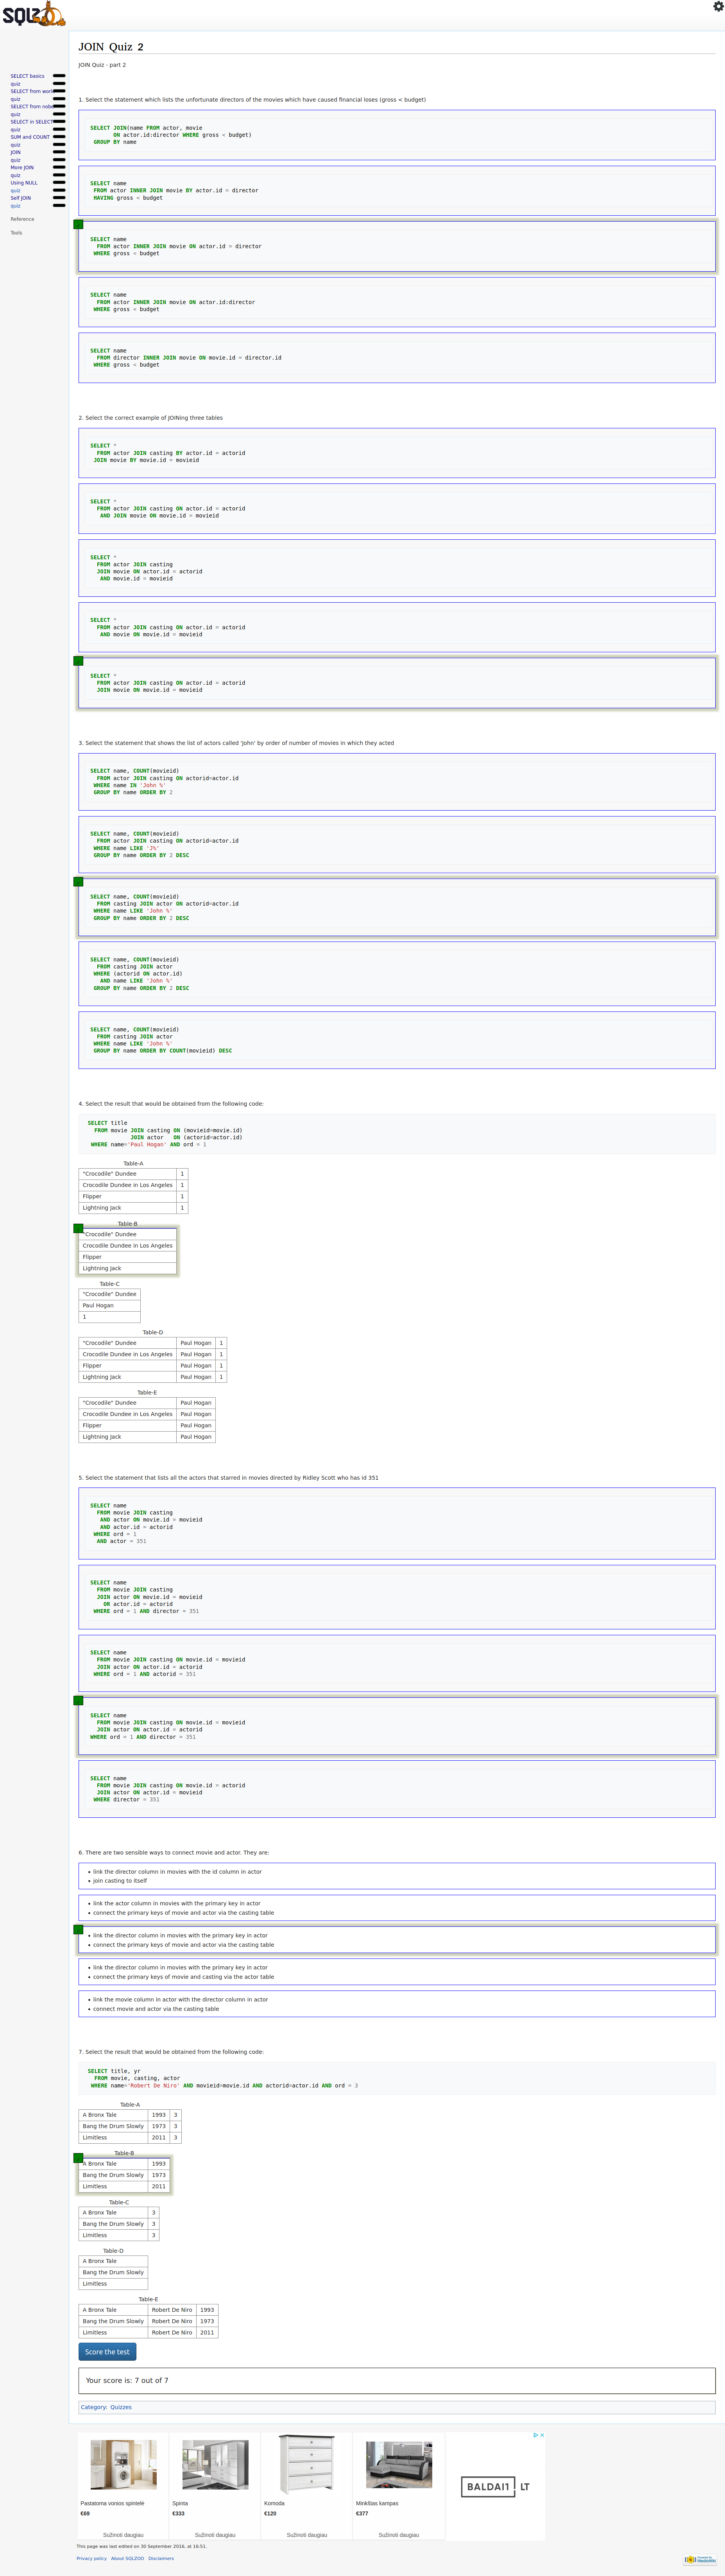 SQLZ
SELECT basics
quiz
SELECT from world
quiz
SELECT from nobel
quiz
SELECT in SELECT
quiz
SUM and COUNT
quiz
JOIN
quiz
More JOIN
quiz
Using NULL
quiz
Self JOIN
quiz
Reference
Tools
JOIN Quiz 2
JOIN Quiz - part 2
1. Select the statement which lists the unfortunate directors of the movies which have caused financial loses (gross < budget)
SELECT JOIN(name FROM actor, movie
ON actor.id:director WHERE gross < budget)
GROUP BY name
SELECT name
FROM actor INNER JOIN movie BY actor.id = director
HAVING gross < budget
SELECT name
FROM actor INNER JOIN movie ON actor.id = director
WHERE gross < budget
SELECT name
FROM actor INNER JOIN movie ON actor.id:director
WHERE gross < budget
SELECT name
FROM director INNER JOIN movie ON movie.id = director.id
WHERE gross < budget
2. Select the correct example of JOINing three tables
SELECT *
FROM actor JOIN casting BY actor.id = actorid
JOIN movie BY movie.id = movieid
SELECT *
FROM actor JOIN casting ON actor.id = actorid
AND JOIN movie ON movie.id = movieid
SELECT *
FROM actor JOIN casting
JOIN movie ON actor.id = actorid
AND movie.id = movieid
SELECT *
FROM actor JOIN casting ON actor.id = actorid
AND movie ON movie.id = movieid
SELECT *
FROM actor JOIN casting ON actor.id = actorid
JOIN movie ON movie.id = movieid
3. Select the statement that shows the list of actors called 'John' by order of number of movies in which they acted
SELECT name, COUNT(movieid)
FROM actor JOIN casting ON actorid=actor.id
WHERE name IN 'John %'
GROUP BY name ORDER BY 2
SELECT name, COUNT(movieid)
FROM actor JOIN casting ON actorid=actor.id
WHERE name LIKE 'J%'
GROUP BY name ORDER BY 2 DESC
SELECT name, COUNT(movieid)
FROM casting JOIN actor ON actorid=actor.id
WHERE name LIKE 'John %'
GROUP BY name ORDER BY 2 DESC
SELECT name, COUNT(movieid)
FROM casting JOIN actor
WHERE (actorid ON actor.id)
AND name LIKE 'John %'
GROUP BY name ORDER BY 2 DESC
SELECT name, COUNT(movieid)
FROM casting JOIN actor
WHERE name LIKE 'John %'
GROUP BY name ORDER BY COUNT(movieid) DESC
4. Select the result that would be obtained from the following code:
SELECT title
FROM movie JOIN casting ON (movieid=movie.id)
JOIN actor ON (actorid=actor.id)
WHERE name='Paul Hogan' AND ord = 1
Table-A
"Crocodile" Dundee 1
Crocodile Dundee in Los Angeles 1
Flipper 1
Lightning Jack 1
Table-B
"Crocodile" Dundee
Crocodile Dundee in Los Angeles
Flipper
Lightning Jack
Table-C
"Crocodile" Dundee
Paul Hogan
1
Table-D
"Crocodile" Dundee Paul Hogan 1
Crocodile Dundee in Los Angeles Paul Hogan 1
Flipper Paul Hogan 1
Lightning Jack Paul Hogan 1
Table-E
"Crocodile" Dundee Paul Hogan
Crocodile Dundee in Los Angeles Paul Hogan
Flipper Paul Hogan
Lightning Jack Paul Hogan
5. Select the statement that lists all the actors that starred in movies directed by Ridley Scott who has id 351
SELECT name
FROM movie JOIN casting
AND actor ON movie.id = movieid
AND actor.id = actorid
WHERE ord = 1
AND actor = 351
SELECT name
FROM movie JOIN casting
JOIN actor ON movie.id = movieid
OR actor.id = actorid
WHERE ord = 1 AND director = 351
SELECT name
FROM movie JOIN casting ON movie.id = movieid
JOIN actor ON actor.id = actorid
WHERE ord = 1 AND actorid = 351
SELECT name
FROM movie JOIN casting ON movie.id = movieid
JOIN actor ON actor.id = actorid
WHERE ord = 1 AND director = 351
SELECT name
FROM movie JOIN casting ON movie.id = actorid
JOIN actor ON actor.id = movieid
WHERE director = 351
6. There are two sensible ways to connect movie and actor. They are:
• link the director column in movies with the id column in actor
• join casting to itself
• link the actor column in movies with the primary key in actor
• connect the primary keys of movie and actor via the casting table
• link the director column in movies with the primary key in actor
• connect the primary keys of movie and actor via the casting table
• link the director column in movies with the primary key in actor
• connect the primary keys of movie and casting via the actor table
• link the movie column in actor with the director column in actor
• connect movie and actor via the casting table
7. Select the result that would be obtained from the following code:
SELECT title, yr
FROM movie, casting, actor
WHERE name='Robert De Niro' AND movieid=movie.id AND actorid=actor.id AND ord = 3
Table-A
A Bronx Tale 1993 3
Bang the Drum Slowly 1973 3
Limitless 2011 3
Table-B
A Bronx Tale 1993
Bang the Drum Slowly 1973
Limitless 2011
Table-C
A Bronx Tale 3
Bang the Drum Slowly 3
Limitless 3
Table-D
A Bronx Tale
Bang the Drum Slowly
Limitless
Table-E
A Bronx Tale Robert De Niro 1993
Bang the Drum Slowly Robert De Niro 1973
Limitless Robert De Niro 2011
Score the test
Your score is: 7 out of 7
Category: Quizzes
Pastatoma vonios spintelė
€69
Sužinoti daugiau
Spinta
€333
Sužinoti daugiau
Komoda
€120
Sužinoti daugiau
Minkštas kampas
€377
Sužinoti daugiau
BALDAI1 LT
This page was last edited on 30 September 2016, at 16:51.
Privacy policy About SQLZOO Disclaimers
Powered by
MediaWiki